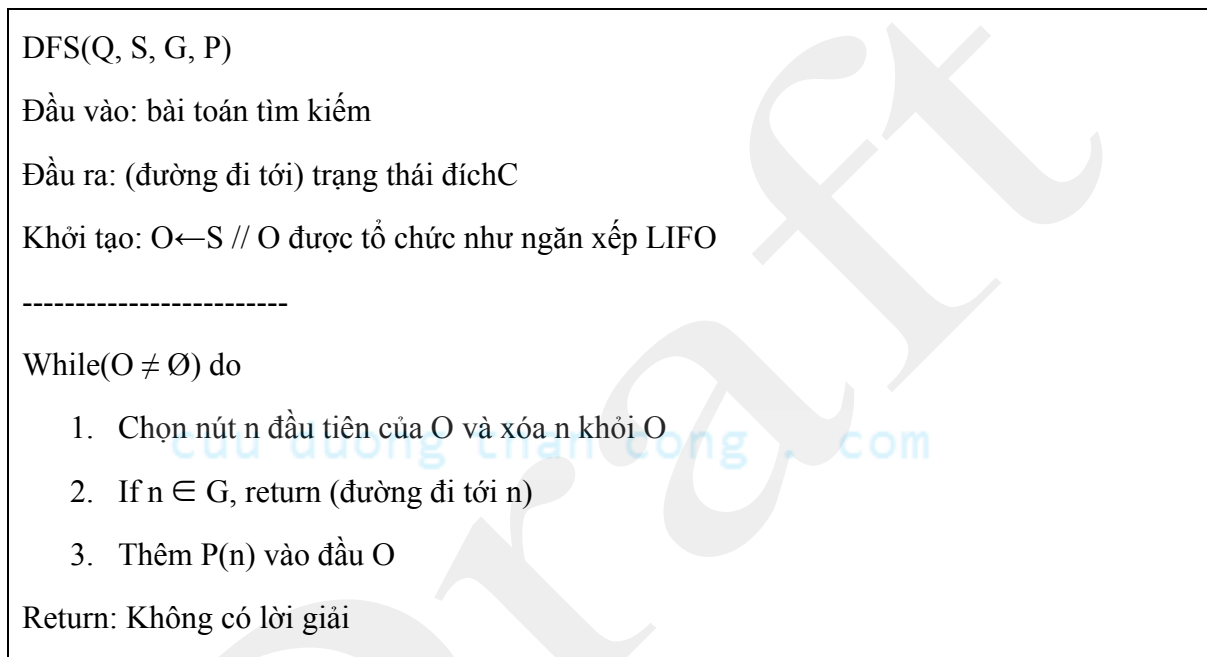 DFS(Q, S, G, P)
Đầu vào: bài toán tìm kiếm
Đầu ra: (đường đi tới) trạng thái đíchC
Khởi tạo: O←S // O được tổ chức như ngăn xếp LIFO
-------------------------
While(O ≠ Ø) do
1. Chọn nút n đầu tiên của O và xóa n khỏi O
cuu duong than cong . com
2. If n ∈ G, return (đường đi tới n)
3. Thêm P(n) vào đầu O
Return: Không có lời giải
Draft